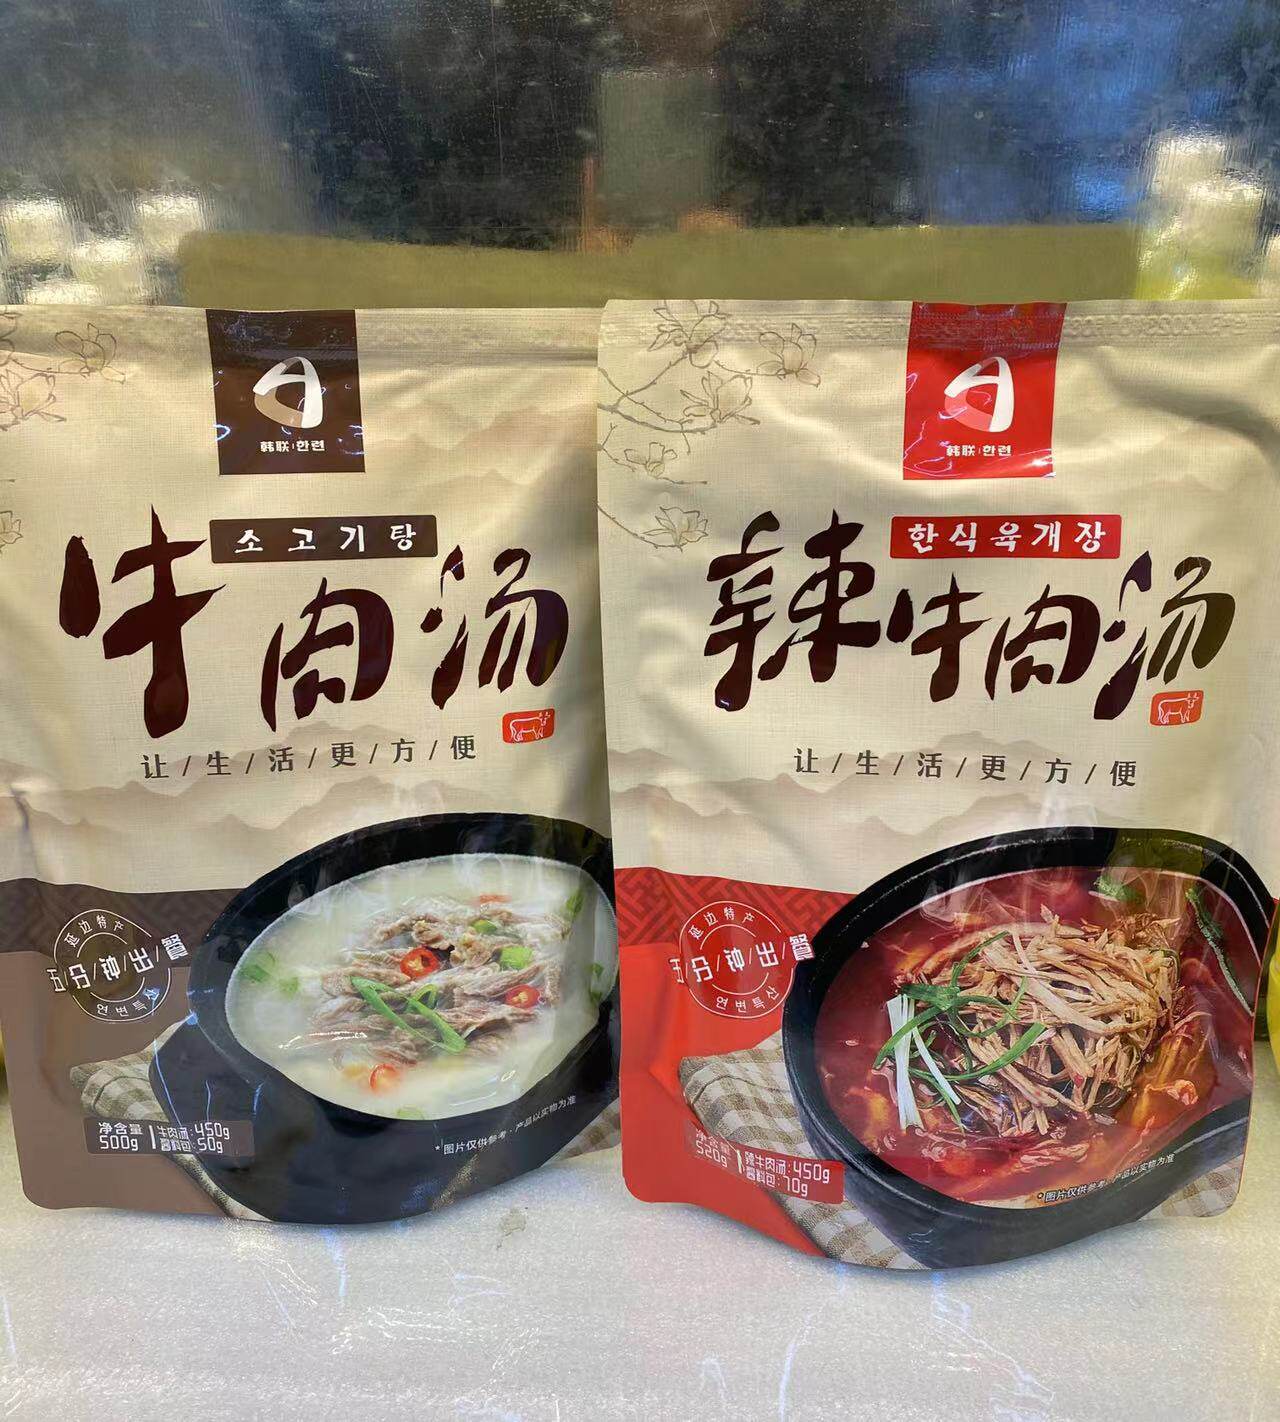 韩联 한련
소고기탕
牛肉汤
让/生/活/更/方/便
延边特产
五/分/钟/出/餐
연변특산
净含量
500g
牛肉汤:450g
酱料包:50g
*图片仅供参考,产品以实物为准
韩联 한련
한식육개장
辣牛肉汤
让/生/活/更/方/便
延边特产
五/分/钟/出/餐
연변특산
净含量
520g
辣牛肉汤:450g
酱料包:70g
*图片仅供参考,产品以实物为准